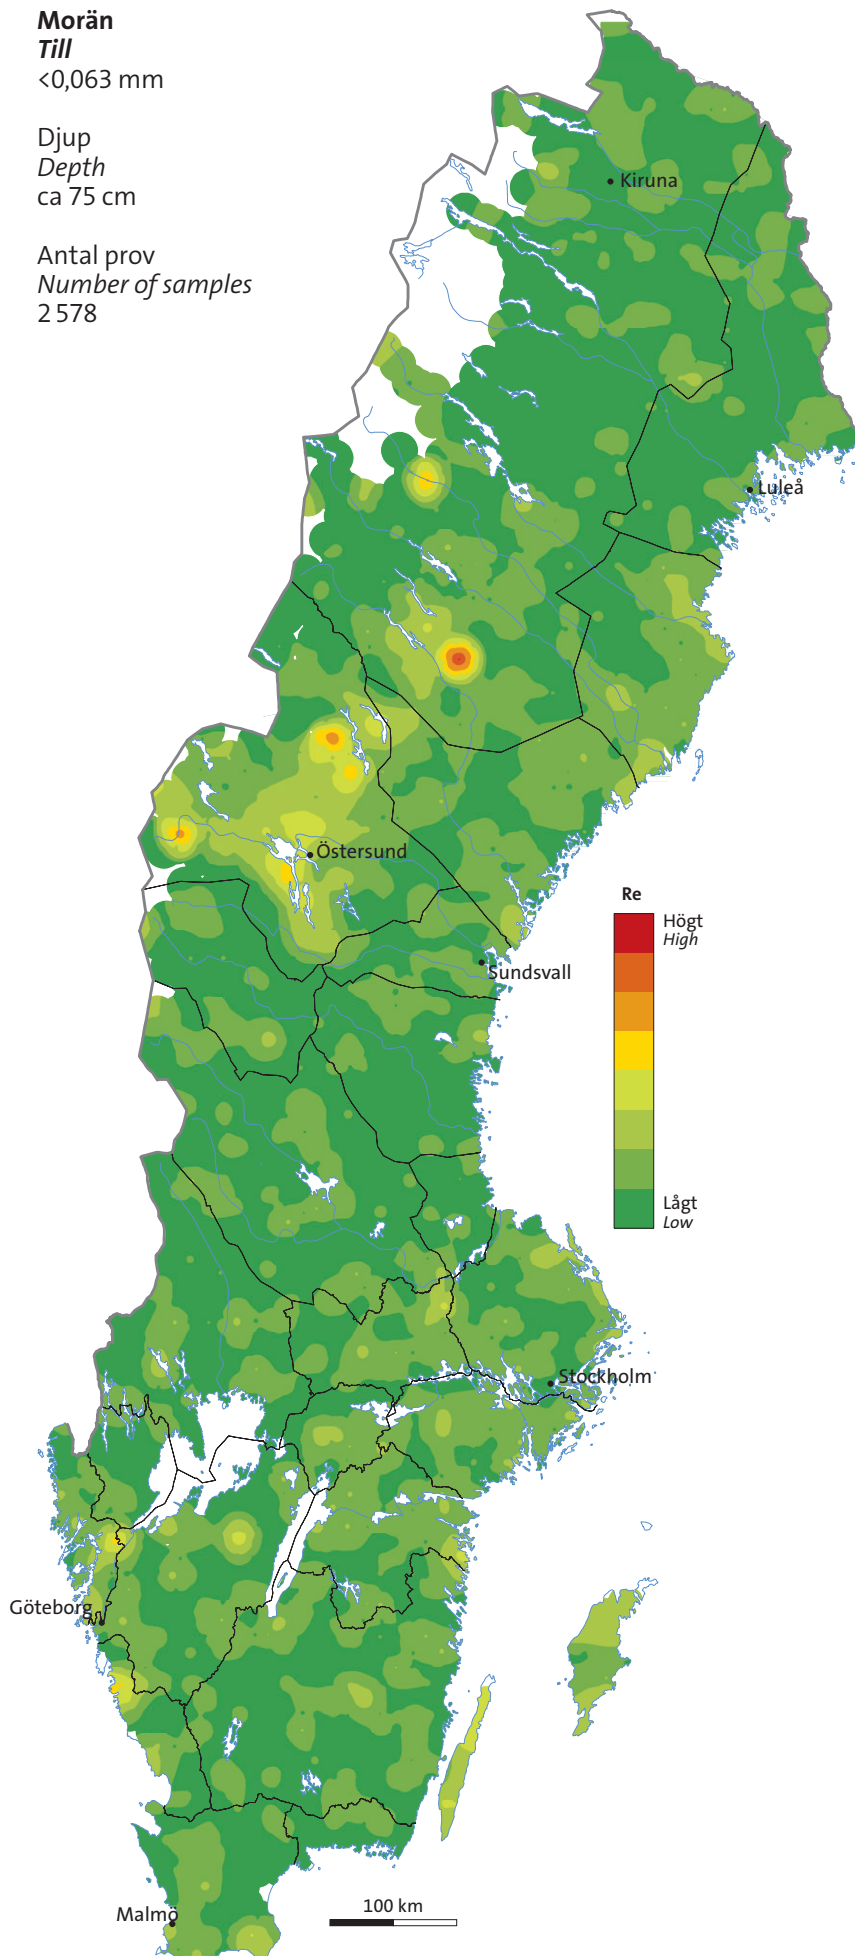 Morän
Till
<0,063 mm
Djup
Depth
ca 75 cm
Antal prov
Number of samples
2 578
Kiruna
Luleå
Östersund
Re
Högt
High
Sundsvall
Lågt
Low
Stockholm
Göteborg
100 km
Malmö